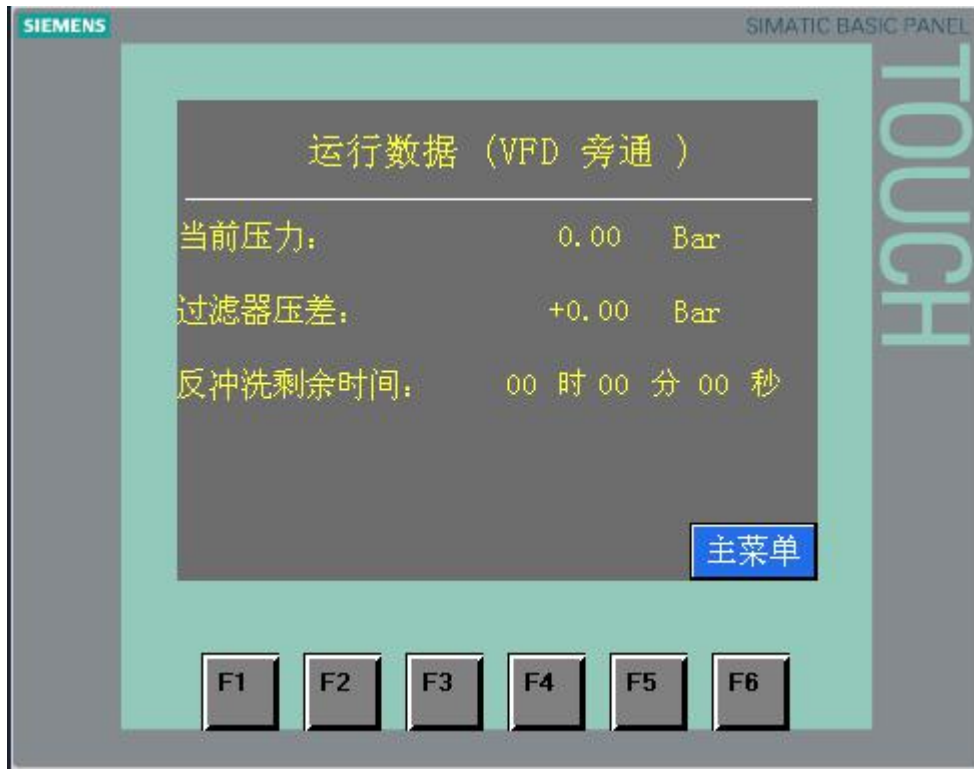 SIEMENS
SIMATIC BASIC PANEL
TOUCH
运行数据 (VFD 旁通 )
当前压力: 0.00 Bar
过滤器压差: +0.00 Bar
反冲洗剩余时间: 00 时 00 分 00 秒
主菜单
F1 F2 F3 F4 F5 F6